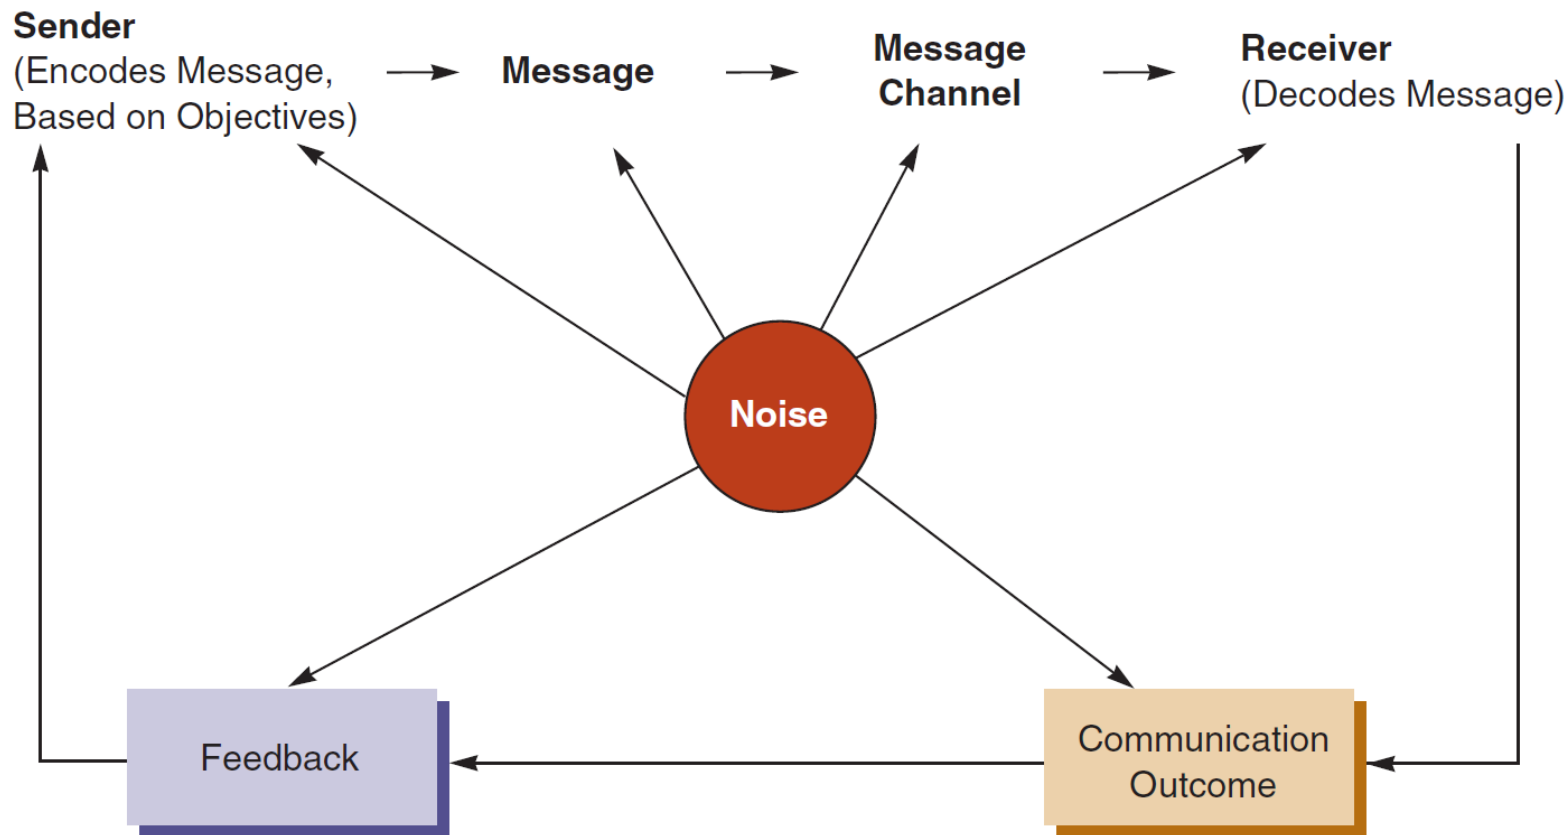 Sender
(Encodes Message,
Based on Objectives)
Message
Message
Channel
Receiver
(Decodes Message)
Noise
Feedback
Communication
Outcome